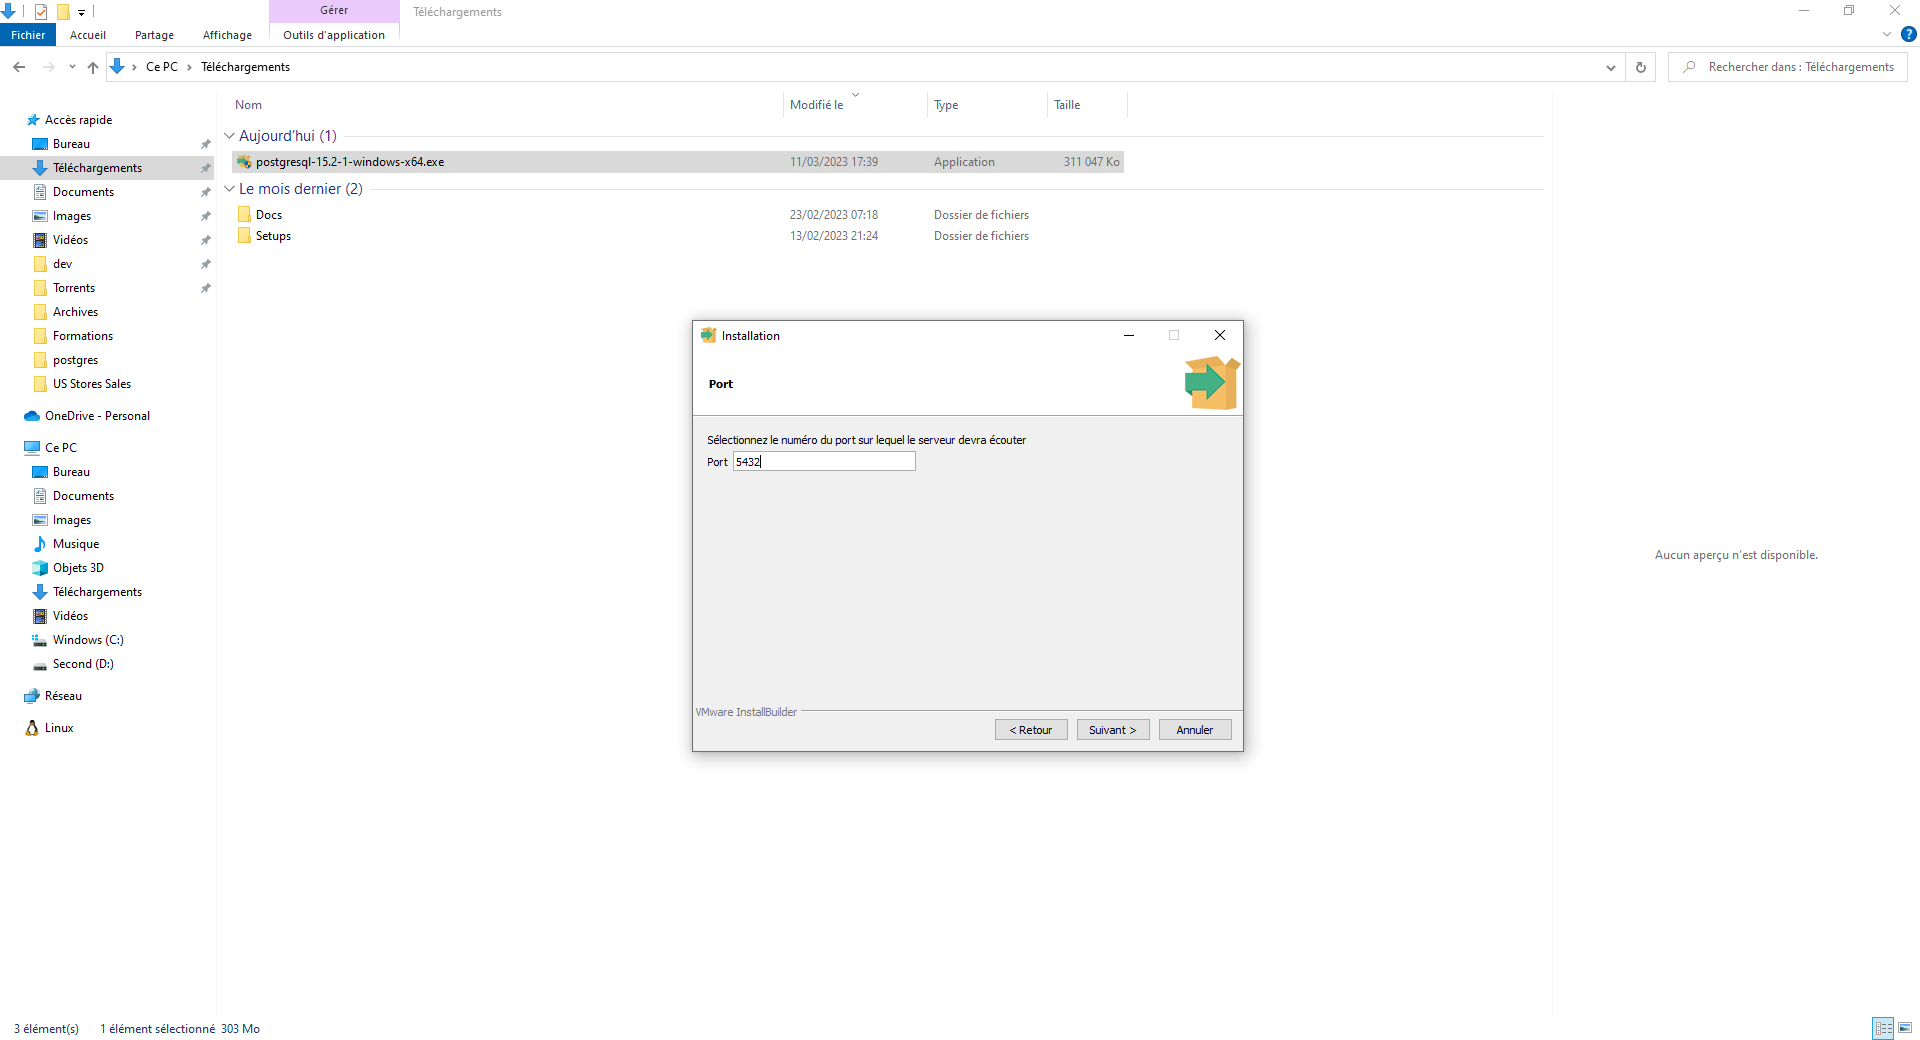 Gérer
Téléchargements
Fichier
Accueil
Partage
Affichage
Outils d'application
Ce PC
Téléchargements
Rechercher dans : Téléchargements
Nom
Modifié le
Type
Taille
Aujourd'hui (1)
postgresql-15.2-1-windows-x64.exe
11/03/2023 17:39
Application
311 047 Ko
Le mois dernier (2)
Docs
23/02/2023 07:18
Dossier de fichiers
Setups
13/02/2023 21:24
Dossier de fichiers
Accès rapide
Bureau
Téléchargements
Documents
Images
Vidéos
dev
Torrents
Archives
Formations
postgres
US Stores Sales
OneDrive - Personal
Ce PC
Bureau
Documents
Images
Musique
Objets 3D
Téléchargements
Vidéos
Windows (C:)
Second (D:)
Réseau
Linux
Installation
Port
Sélectionnez le numéro du port sur lequel le serveur devra écouter
Port 5432
VMware InstallBuilder
< Retour
Suivant >
Annuler
Aucun aperçu n'est disponible.
3 élément(s)
1 élément sélectionné 303 Mo